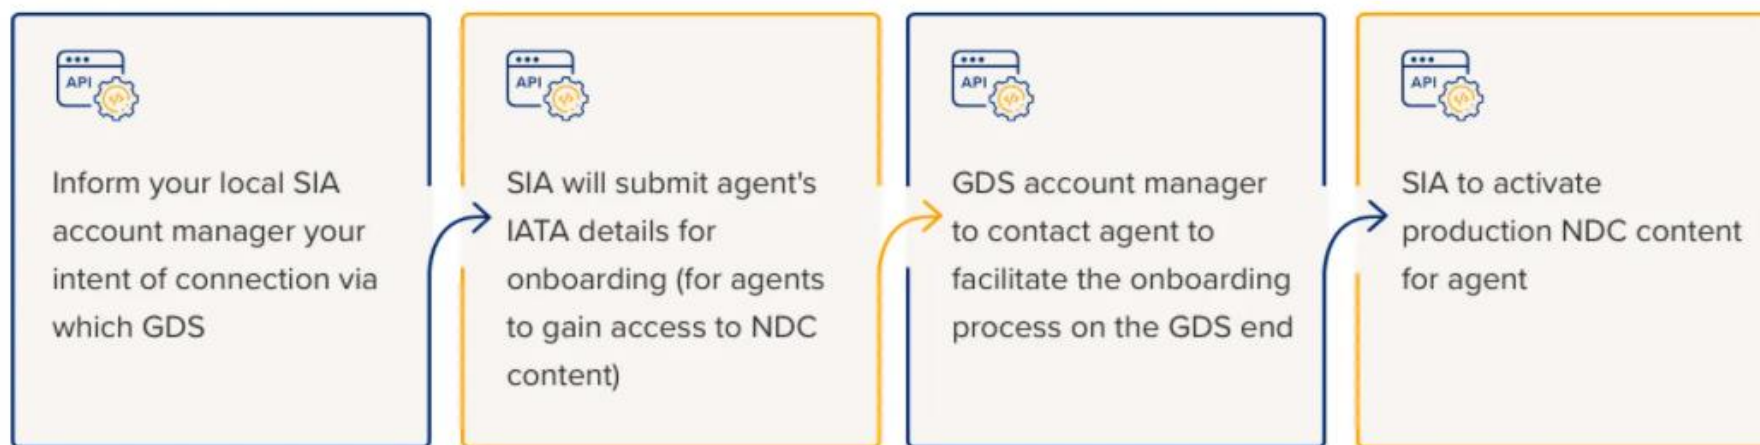 API
Inform your local SIA
account manager your
intent of connection via
which GDS
API
SIA will submit agent's
IATA details for
onboarding (for agents
to gain access to NDC
content)
API
GDS account manager
to contact agent to
facilitate the onboarding
process on the GDS end
API
SIA to activate
production NDC content
for agent